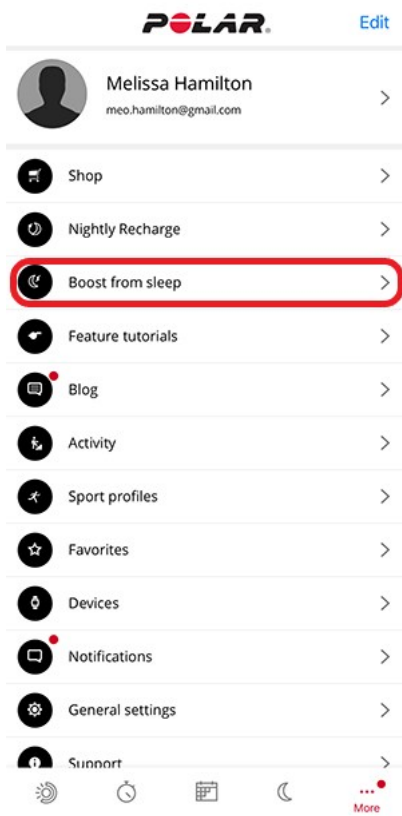 POLAR.
Edit
Melissa Hamilton
meo.hamilton@gmail.com
Shop
Nightly Recharge
Boost from sleep
Feature tutorials
Blog
Activity
Sport profiles
Favorites
Devices
Notifications
General settings
Support
More